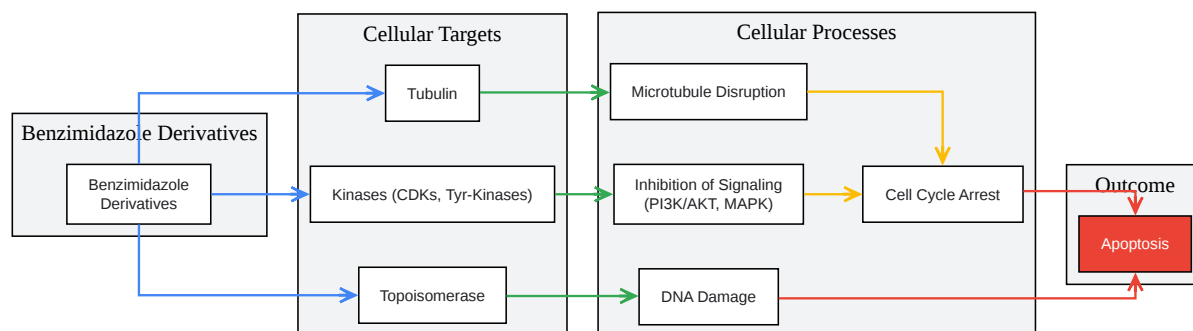 Cellular Targets
Cellular Processes
Tubulin
Microtubule Disruption
Benzimidazole Derivatives
Benzimidazole
Derivatives
Kinases (CDKs, Tyr-Kinases)
Inhibition of Signaling
(PI3K/AKT, MAPK)
Cell Cycle Arrest
Outcome
Apoptosis
Topoisomerase
DNA Damage